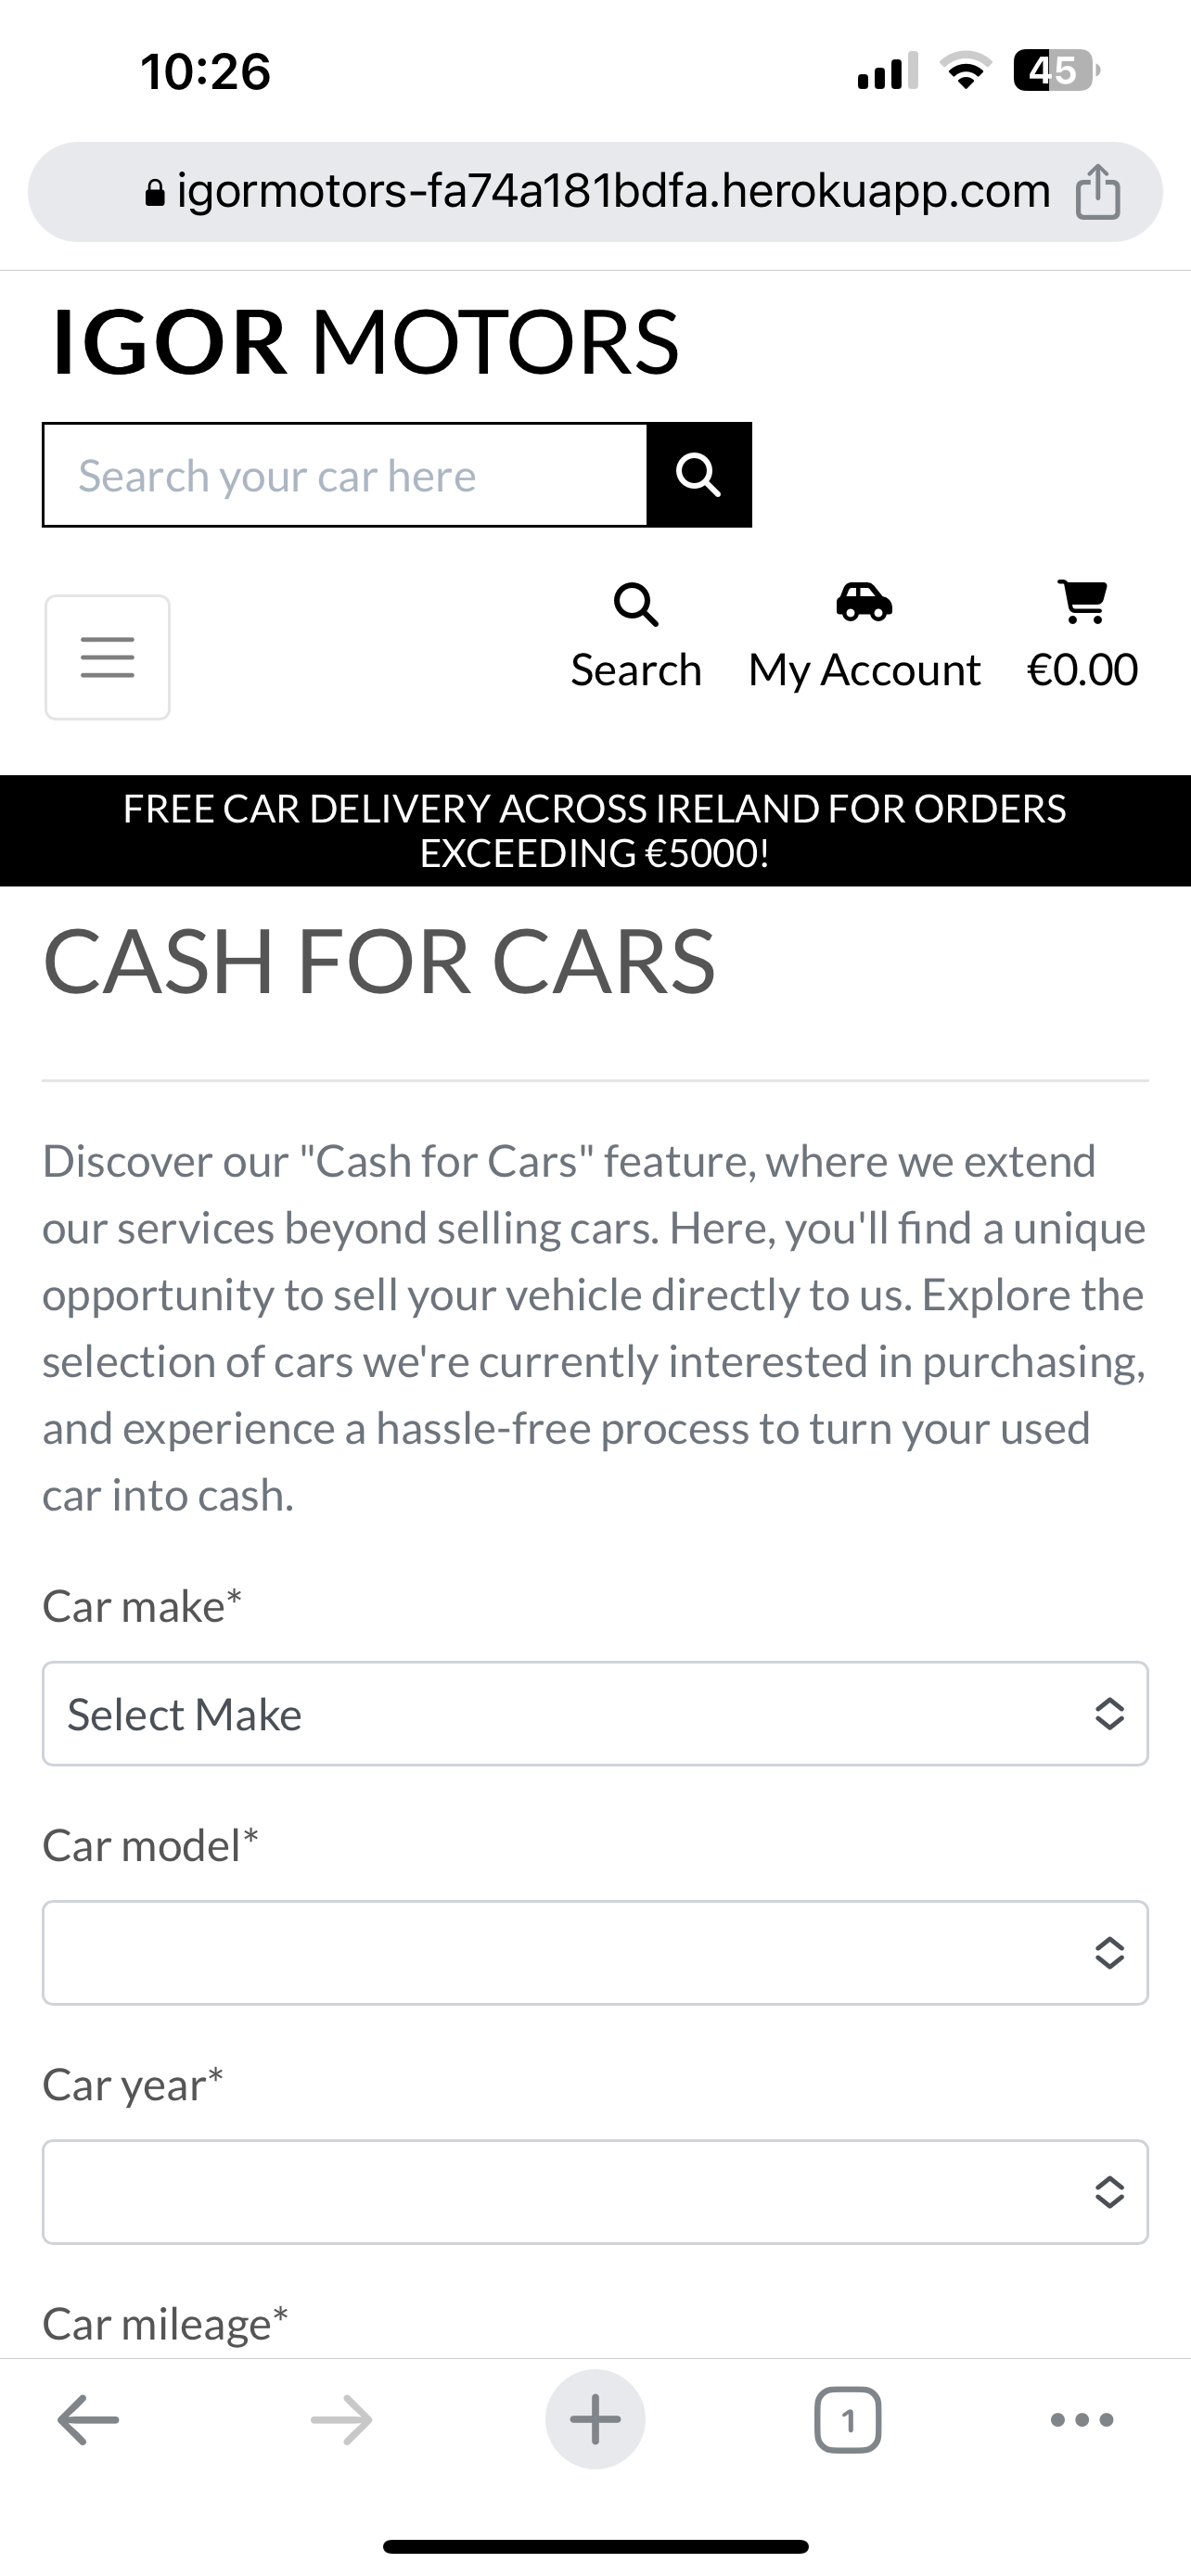 10:26
45
igormotors-fa74a181bdfa.herokuapp.com
IGOR MOTORS
Search your car here
Search
My Account
€0.00
FREE CAR DELIVERY ACROSS IRELAND FOR ORDERS
EXCEEDING €5000!
CASH FOR CARS
Discover our "Cash for Cars" feature, where we extend
our services beyond selling cars. Here, you'll find a unique
opportunity to sell your vehicle directly to us. Explore the
selection of cars we're currently interested in purchasing,
and experience a hassle-free process to turn your used
car into cash.
Car make*
Select Make
Car model*
Car year*
Car mileage*
1